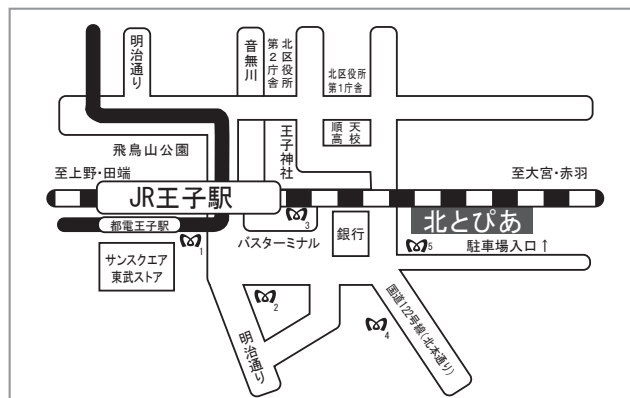 明治通り
音無川
北区役所
第2庁舎
北区役所
第1庁舎
順天
高校
飛鳥山公園
王子神社
至上野・田端
至大宮・赤羽
JR王子駅
北とぴあ
都電王子駅
1
3
バスターミナル
銀行
5
駐車場入口↑
サンスクエア
東武ストア
2
4
明治通り
国道122号線(北本通り)